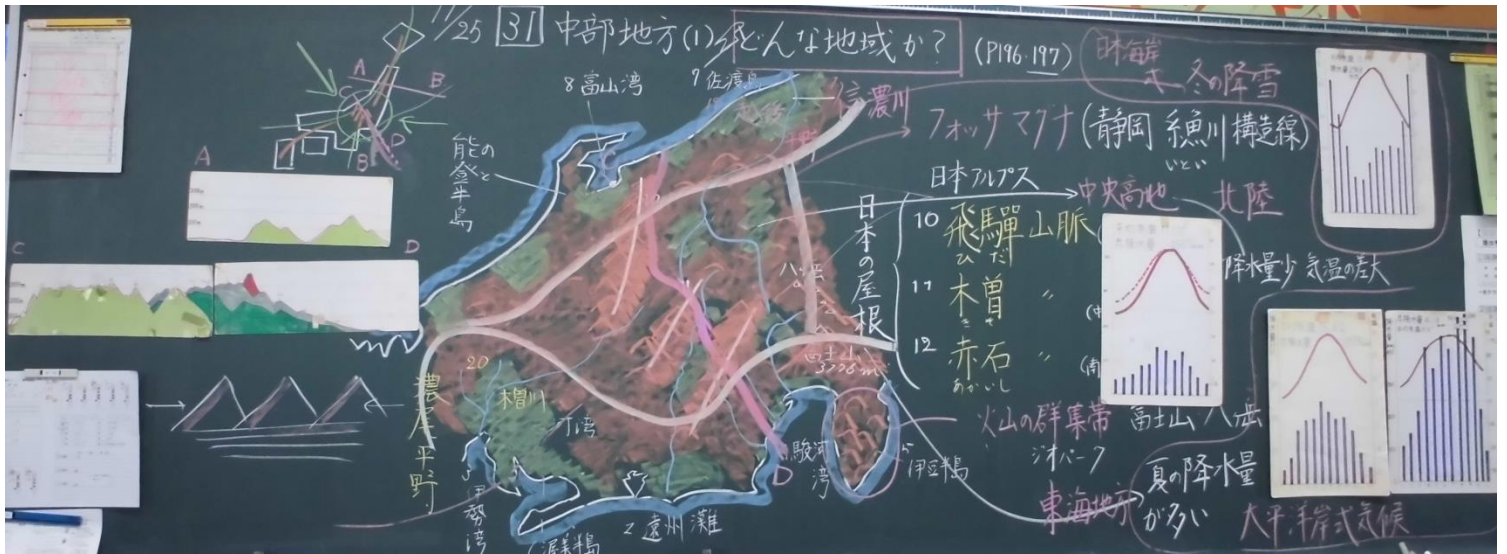 11/25 31 中部地方(1)どんな地域か? (P196.197)
A
B
C
D
B
A
C
D
8富山湾
9佐渡島
能登半島
のと
信濃川
日本海岸
冬の降雪
フォッサマグナ(静岡 糸魚川構造線)
いとい
日本アルプス
中央高地
北陸
日本の屋根
10 飛驒山脈
ひだ
11 木曽 〃
きそ
12 赤石 〃
あかいし
降水量少 気温の差大
八ヶ岳
富士山
3776m
火山の群集帯 富士山 八ヶ岳
ジオパーク
20
木曽川
濃尾平野
伊勢湾
渥美半島
2遠州灘
駿河湾
D
伊豆半島
東海地方
夏の降水量が多い
太平洋岸式気候